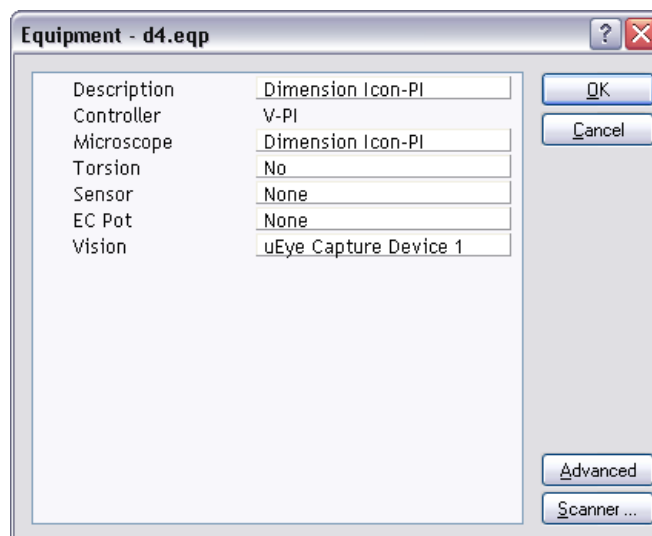 Equipment - d4.eqp
Description Dimension Icon-PI
Controller V-PI
Microscope Dimension Icon-PI
Torsion No
Sensor None
EC Pot None
Vision uEye Capture Device 1
OK
Cancel
Advanced
Scanner ...